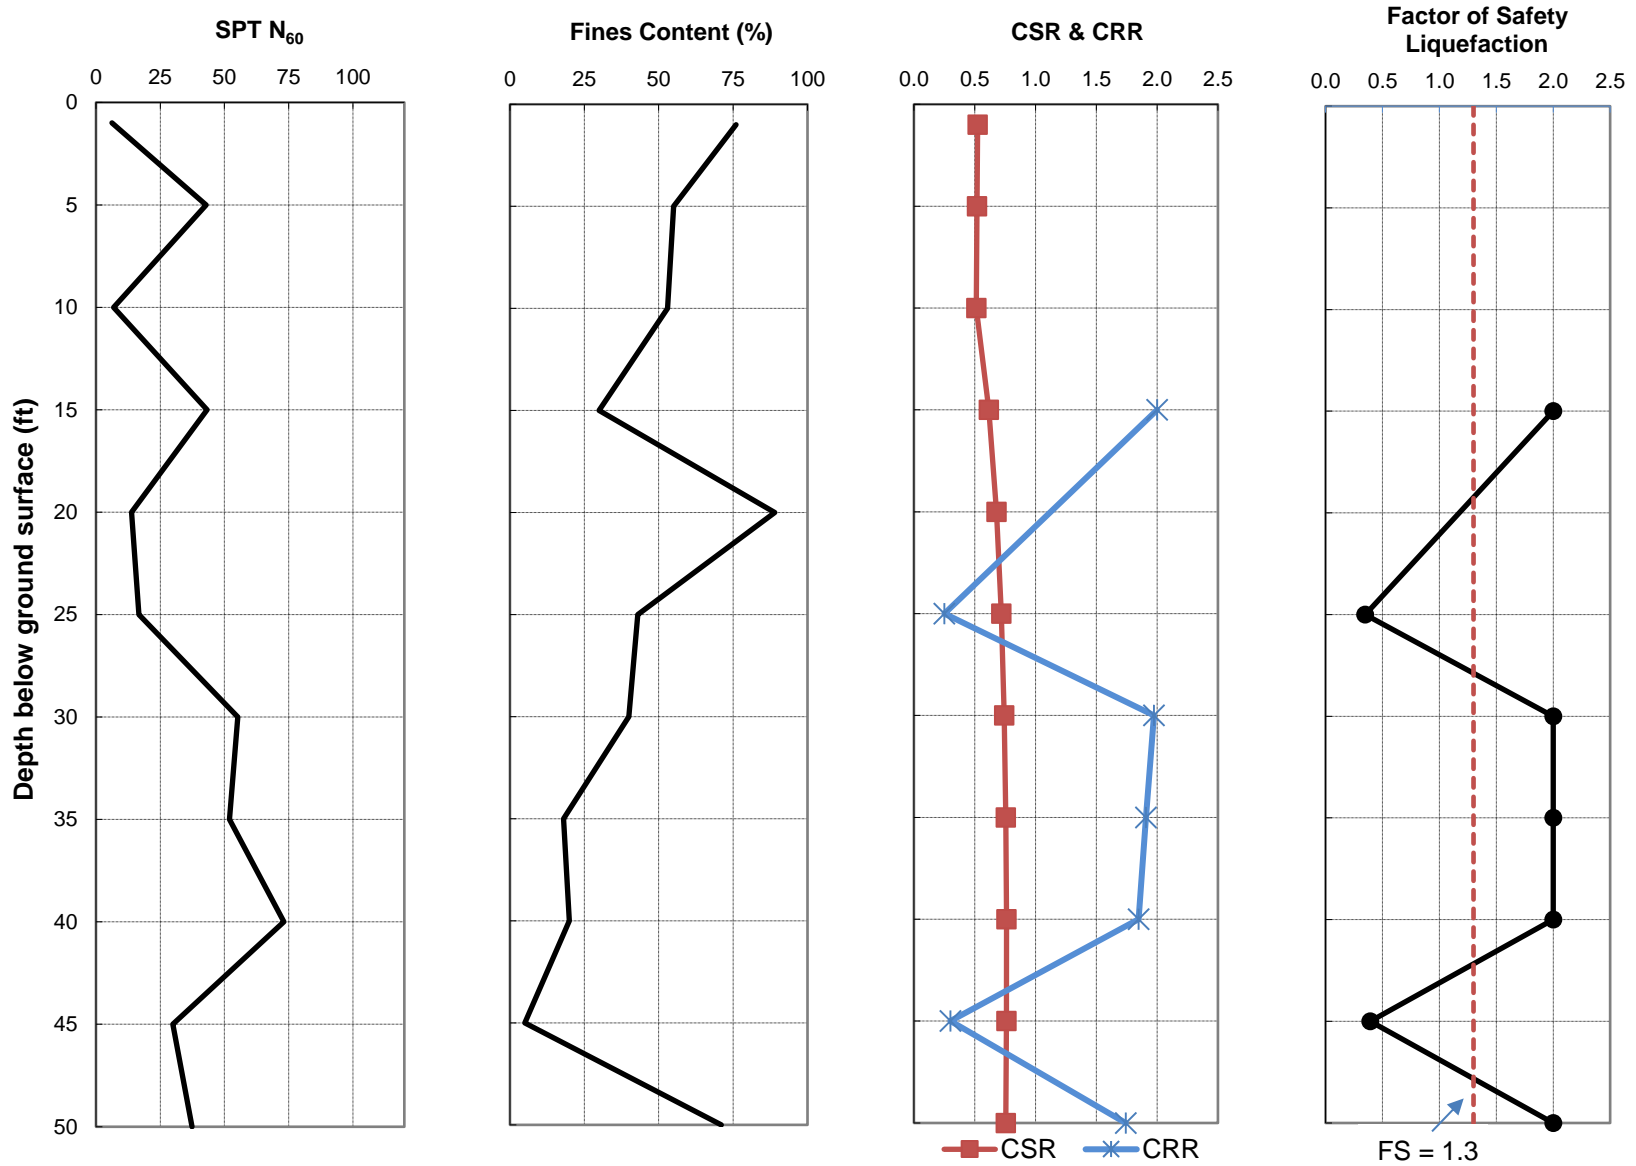 SPT N60
Fines Content (%)
CSR & CRR
Factor of Safety
Liquefaction
0 25 50 75 100
0 25 50 75 100
0.0 0.5 1.0 1.5 2.0 2.5
0.0 0.5 1.0 1.5 2.0 2.5
Depth below ground surface (ft)
0
5
10
15
20
25
30
35
40
45
50
CSR
CRR
FS = 1.3